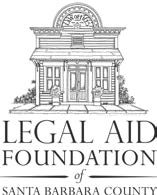 LEGAL AID
FOUNDATION
of
SANTA BARBARA COUNTY